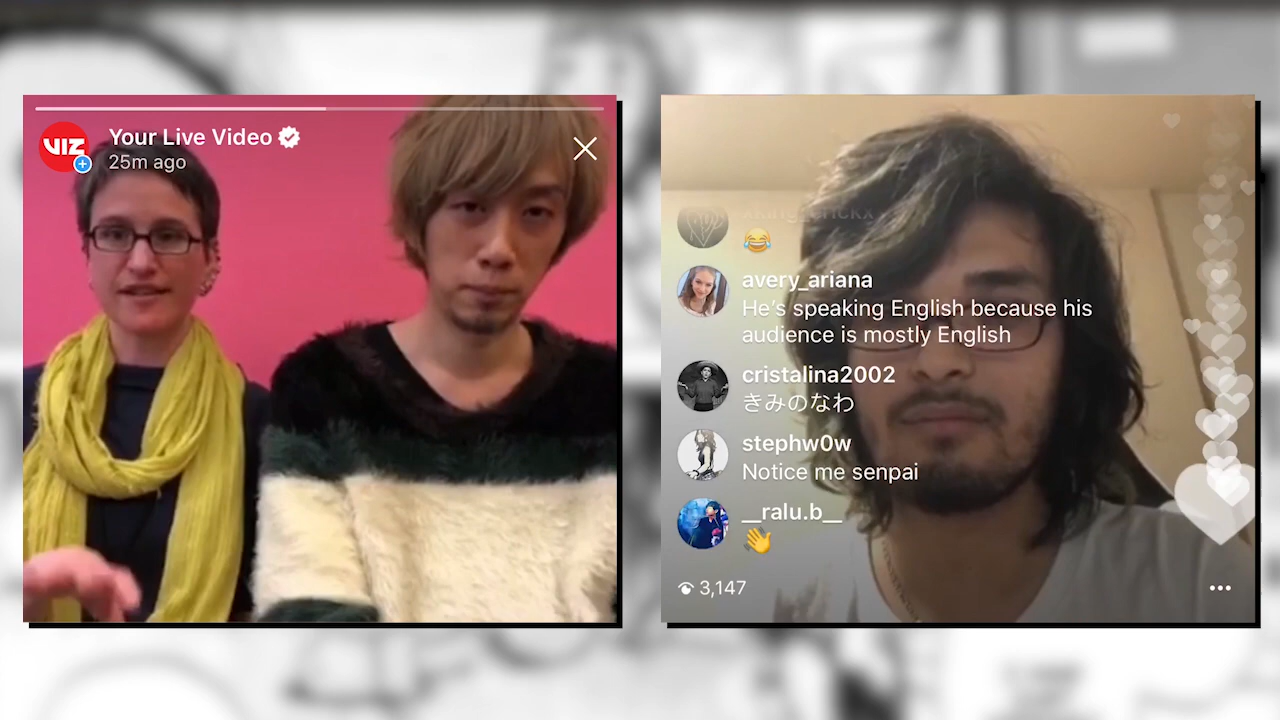 VIZ
Your Live Video
25m ago
😂
avery_ariana
He's speaking English because his
audience is mostly English
cristalina2002
きみのなわ
stephw0w
Notice me senpai
__ralu.b__
👋
3,147